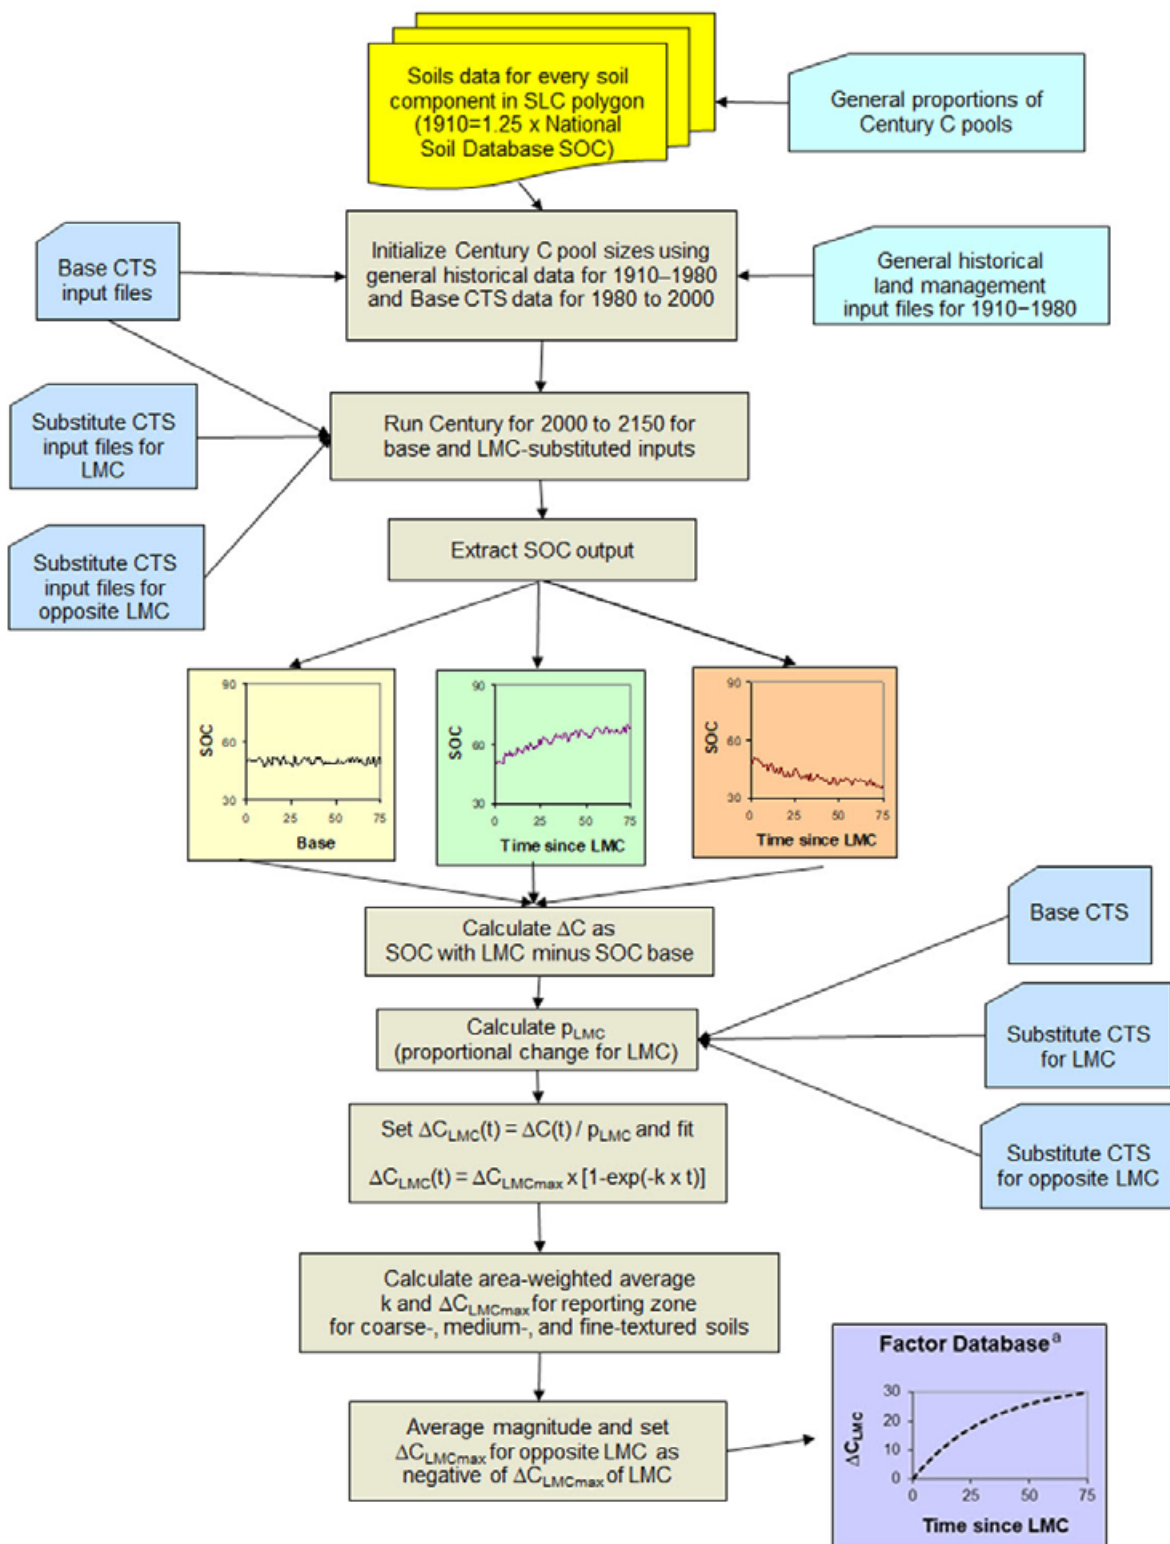 Soils data for every soil
component in SLC polygon
(1910=1.25 x National
Soil Database SOC)
General proportions of
Century C pools
Base CTS
input files
Initialize Century C pool sizes using
general historical data for 1910–1980
and Base CTS data for 1980 to 2000
General historical
land management
input files for 1910–1980
Substitute CTS
input files for
LMC
Run Century for 2000 to 2150 for
base and LMC-substituted inputs
Substitute CTS
input files for
opposite LMC
Extract SOC output
90
60
30
SOC
0 25 50 75
Base
90
60
30
SOC
0 25 50 75
Time since LMC
90
60
30
SOC
0 25 50 75
Time since LMC
Calculate ΔC as
SOC with LMC minus SOC base
Base CTS
Calculate pLMC
(proportional change for LMC)
Substitute CTS
for LMC
Set ΔCLMC(t) = ΔC(t) / pLMC and fit
ΔCLMC(t) = ΔCLMCmax x [1-exp(-k x t)]
Substitute CTS
for opposite LMC
Calculate area-weighted average
k and ΔCLMCmax for reporting zone
for coarse-, medium-, and fine-textured soils
Average magnitude and set
ΔCLMCmax for opposite LMC as
negative of ΔCLMCmax of LMC
Factor Database a
30
20
10
0
ΔCLMC
0 25 50 75
Time since LMC